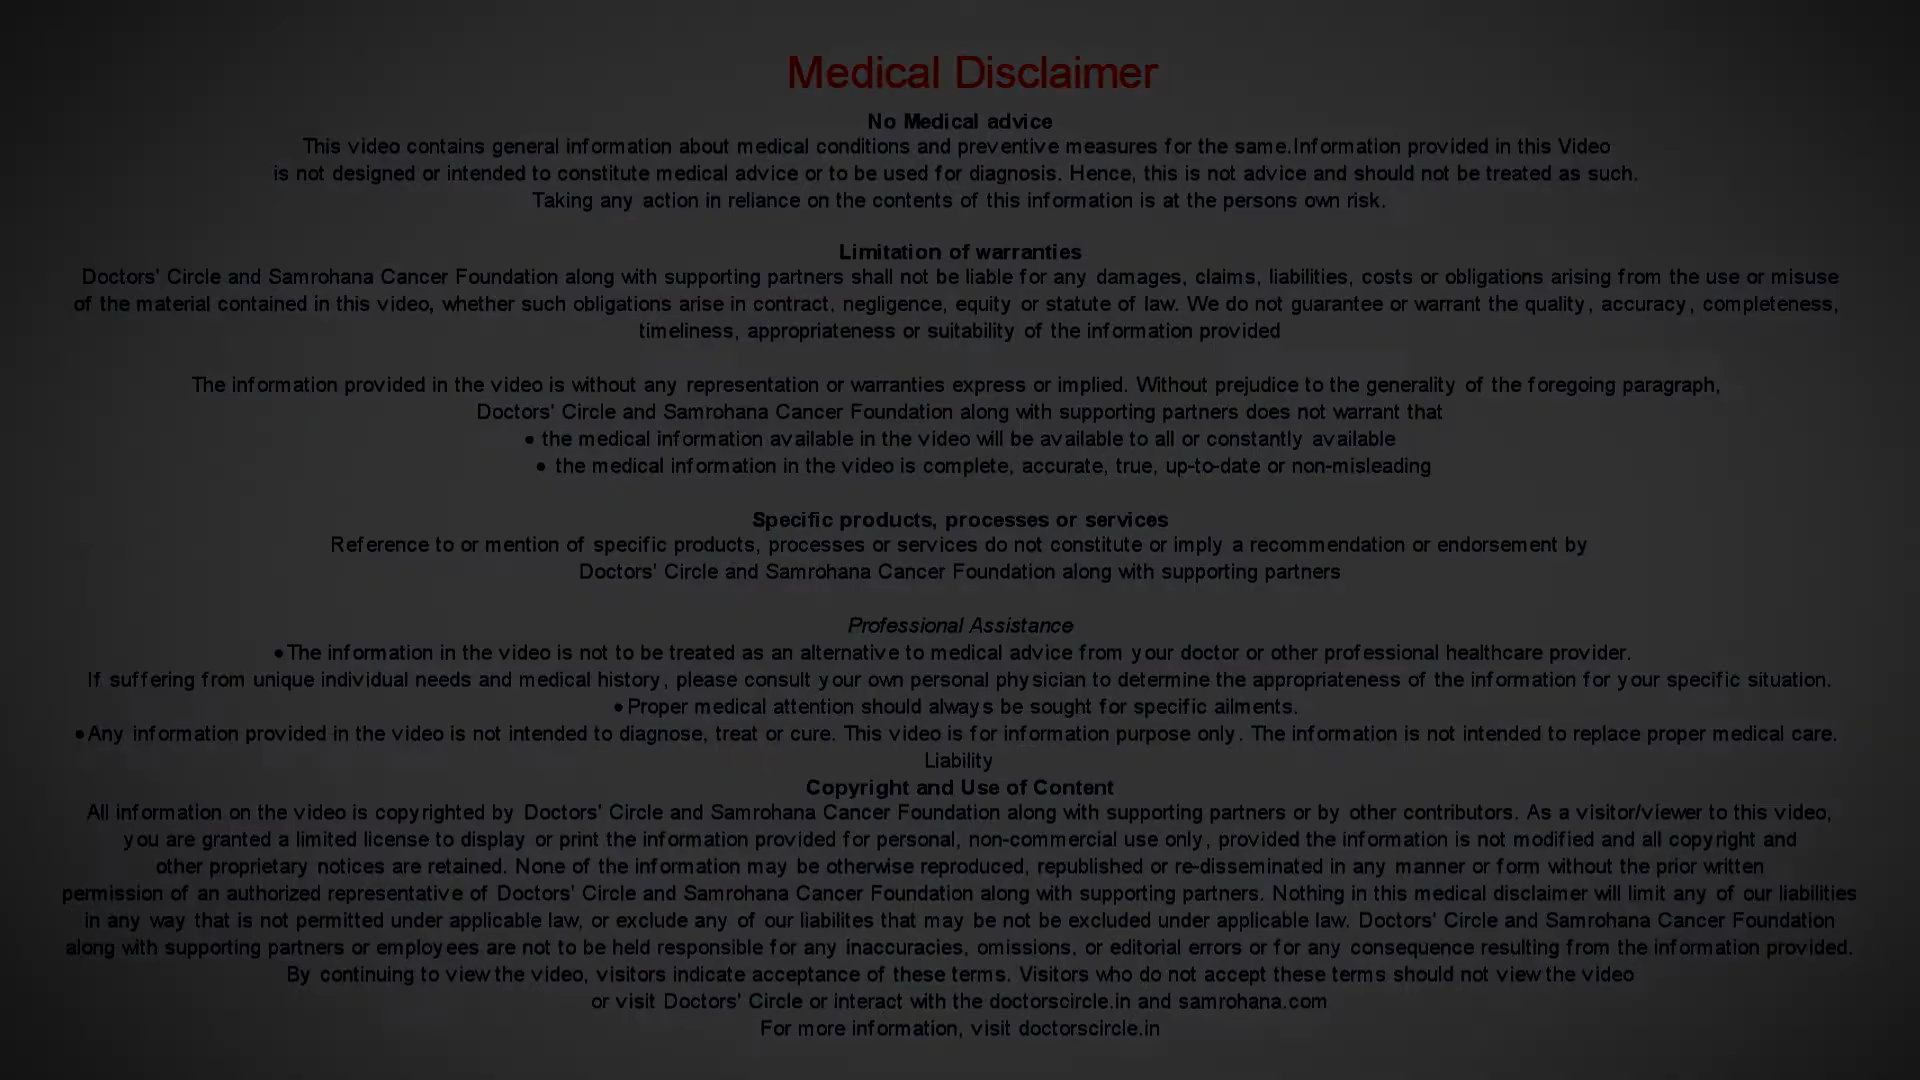 Medical Disclaimer
No Medical advice
This video contains general information about medical conditions and preventive measures for the same.Information provided in this Video
is not designed or intended to constitute medical advice or to be used for diagnosis. Hence, this is not advice and should not be treated as such.
Taking any action in reliance on the contents of this information is at the persons own risk.
Limitation of warranties
Doctors' Circle and Samrohana Cancer Foundation along with supporting partners shall not be liable for any damages, claims, liabilities, costs or obligations arising from the use or misuse
of the material contained in this video, whether such obligations arise in contract, negligence, equity or statute of law. We do not guarantee or warrant the quality, accuracy, completeness,
timeliness, appropriateness or suitability of the information provided
The information provided in the video is without any representation or warranties express or implied. Without prejudice to the generality of the foregoing paragraph,
Doctors' Circle and Samrohana Cancer Foundation along with supporting partners does not warrant that
• the medical information available in the video will be available to all or constantly available
• the medical information in the video is complete, accurate, true, up-to-date or non-misleading
Specific products, processes or services
Reference to or mention of specific products, processes or services do not constitute or imply a recommendation or endorsement by
Doctors' Circle and Samrohana Cancer Foundation along with supporting partners
Professional Assistance
•The information in the video is not to be treated as an alternative to medical advice from your doctor or other professional healthcare provider.
If suffering from unique individual needs and medical history, please consult your own personal physician to determine the appropriateness of the information for your specific situation.
•Proper medical attention should always be sought for specific ailments.
•Any information provided in the video is not intended to diagnose, treat or cure. This video is for information purpose only. The information is not intended to replace proper medical care.
Liability
Copyright and Use of Content
All information on the video is copyrighted by Doctors' Circle and Samrohana Cancer Foundation along with supporting partners or by other contributors. As a visitor/viewer to this video,
you are granted a limited license to display or print the information provided for personal, non-commercial use only, provided the information is not modified and all copyright and
other proprietary notices are retained. None of the information may be otherwise reproduced, republished or re-disseminated in any manner or form without the prior written
permission of an authorized representative of Doctors' Circle and Samrohana Cancer Foundation along with supporting partners. Nothing in this medical disclaimer will limit any of our liabilities
in any way that is not permitted under applicable law, or exclude any of our liabilites that may be not be excluded under applicable law. Doctors' Circle and Samrohana Cancer Foundation
along with supporting partners or employees are not to be held responsible for any inaccuracies, omissions, or editorial errors or for any consequence resulting from the information provided.
By continuing to view the video, visitors indicate acceptance of these terms. Visitors who do not accept these terms should not view the video
or visit Doctors' Circle or interact with the doctorscircle.in and samrohana.com
For more information, visit doctorscircle.in